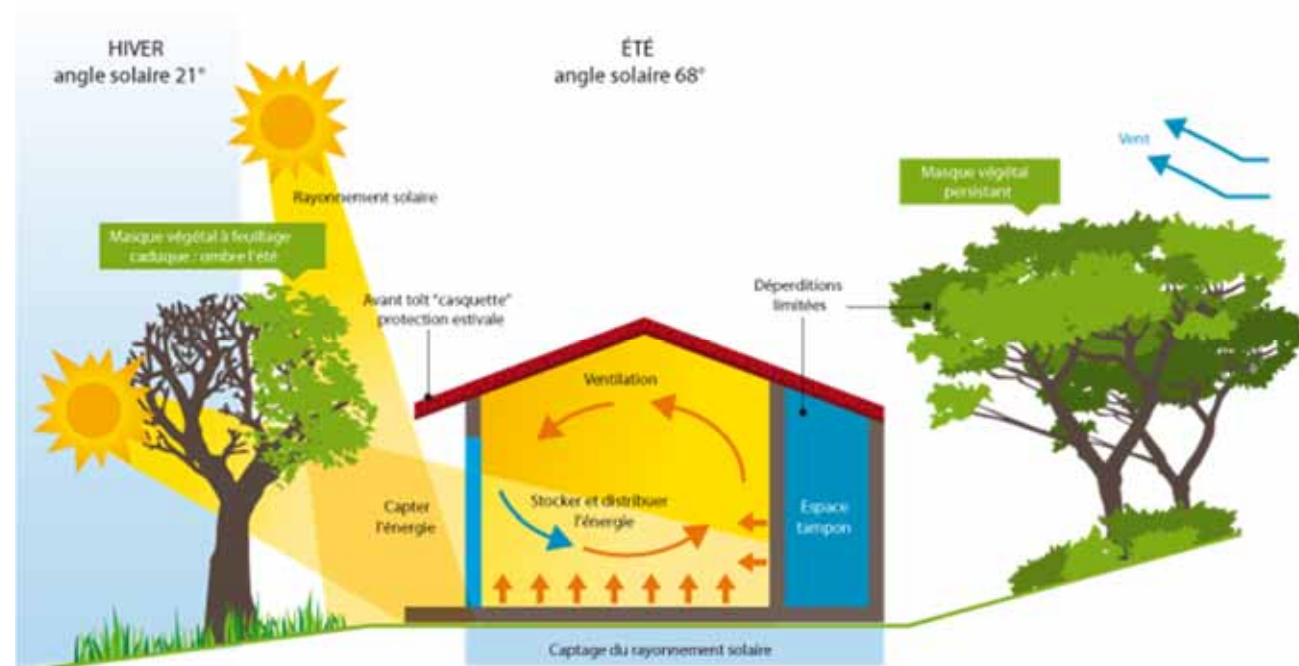 HIVER
angle solaire 21°
ÉTÉ
angle solaire 68°
Vent
Masque végétal
persistant
Rayonnement solaire
Masque végétal à feuillage
caduque : ombre l'été
Avant toît "casquette"
protection estivale
Déperditions
limitées
Ventilation
Capter
l'énergie
Stocker et distribuer
l'énergie
Espace
tampon
Captage du rayonnement solaire